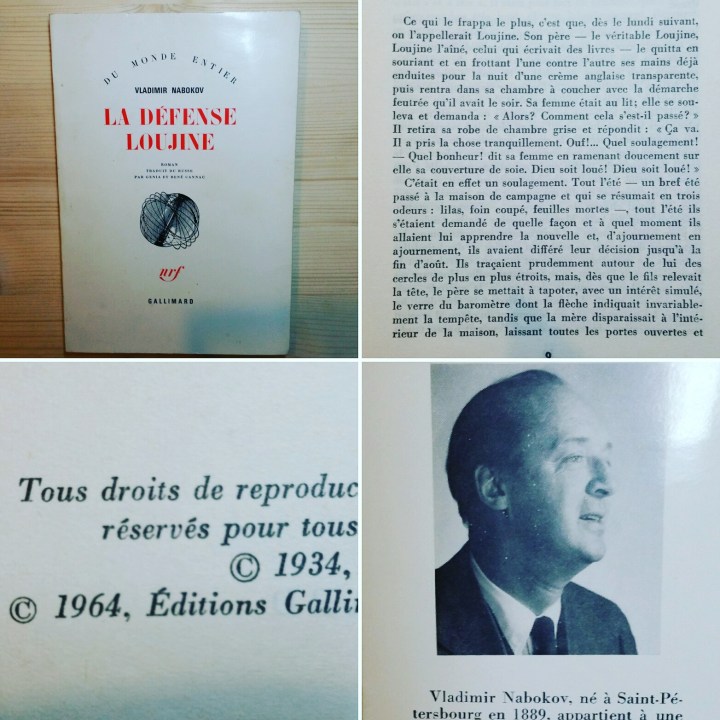 DU MONDE ENTIER
VLADIMIR NABOKOV
LA DÉFENSE
LOUJINE
ROMAN
TRADUIT DU RUSSE
PAR GENIA ET RENÉ CANNAC
nrf
GALLIMARD
Ce qui le frappa le plus, c'est que, dès le lundi suivant,
on l'appellerait Loujine. Son père — le véritable Loujine,
Loujine l'aîné, celui qui écrivait des livres — le quitta en
souriant et en frottant l'une contre l'autre ses mains déjà
enduites pour la nuit d'une crème anglaise transparente,
puis rentra dans sa chambre à coucher avec la démarche
feutrée qu'il avait le soir. Sa femme était au lit; elle se sou-
leva et demanda : « Alors? Comment cela s'est-il passé? »
Il retira sa robe de chambre grise et répondit : « Ça va.
Il a pris la chose tranquillement. Ouf!... Quel soulagement!
— Quel bonheur! dit sa femme en ramenant doucement sur
elle sa couverture de soie. Dieu soit loué! Dieu soit loué! »
C'était en effet un soulagement. Tout l'été — un bref été
passé à la maison de campagne et qui se résumait en trois
odeurs : lilas, foin coupé, feuilles mortes —, tout l'été ils
s'étaient demandé de quelle façon et à quel moment ils
allaient lui apprendre la nouvelle et, d'ajournement en
ajournement, ils avaient différé leur décision jusqu'à la
fin d'août. Ils traçaient prudemment autour de lui des
cercles de plus en plus étroits, mais, dès que le fils relevait
la tête, le père se mettait à tapoter, avec un intérêt simulé,
le verre du baromètre dont la flèche indiquait invariable-
ment la tempête, tandis que la mère disparaissait à l'inté-
rieur de la maison, laissant toutes les portes ouvertes et
9
Tous droits de reproduc
réservés pour tous
© 1934,
© 1964, Éditions Galli
Vladimir Nabokov, né à Saint-Pé-
tersbourg en 1889, appartient à une